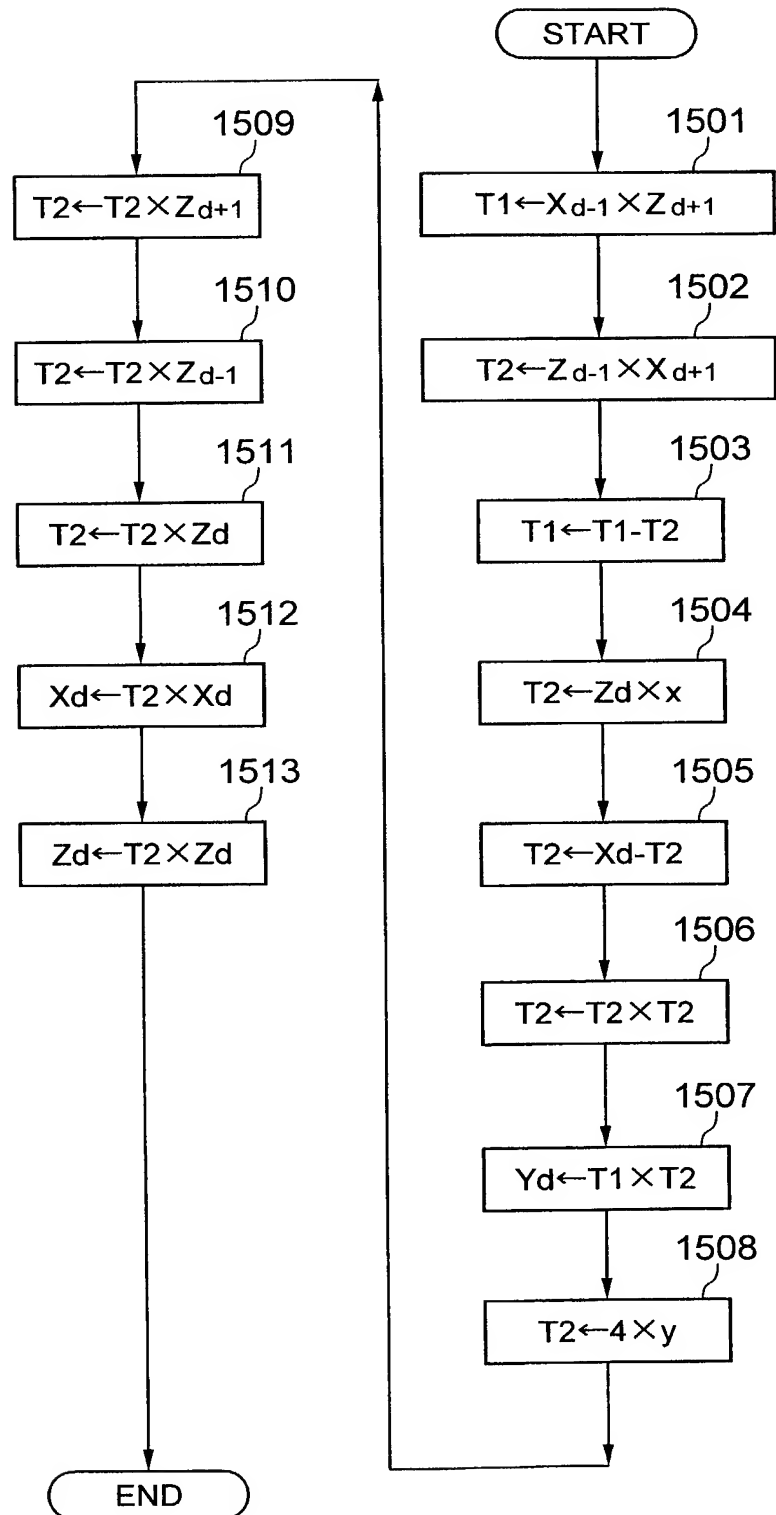 START
1501
T1←Xd-1×Zd+1
1502
T2←Zd-1×Xd+1
1503
T1←T1-T2
1504
T2←Zd×x
1505
T2←Xd-T2
1506
T2←T2×T2
1507
Yd←T1×T2
1508
T2←4×y
1509
T2←T2×Zd+1
1510
T2←T2×Zd-1
1511
T2←T2×Zd
1512
Xd←T2×Xd
1513
Zd←T2×Zd
END